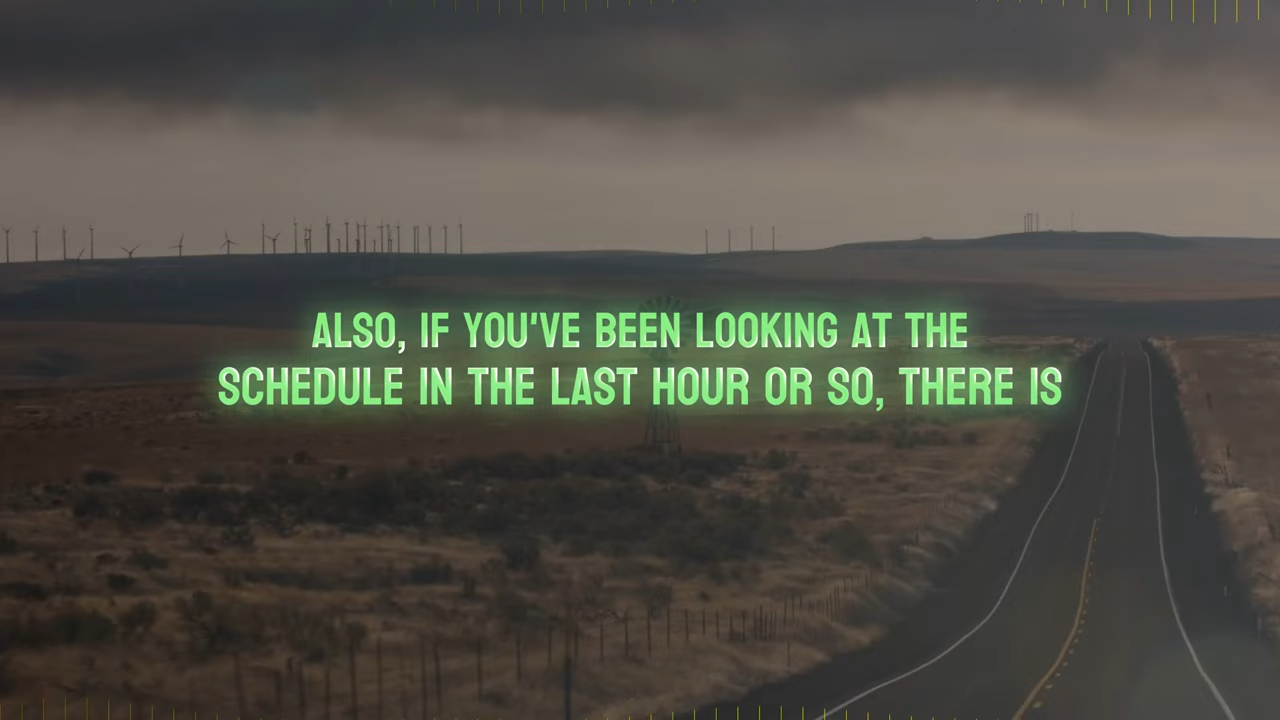 ALSO, IF YOU'VE BEEN LOOKING AT THE
SCHEDULE IN THE LAST HOUR OR SO, THERE IS